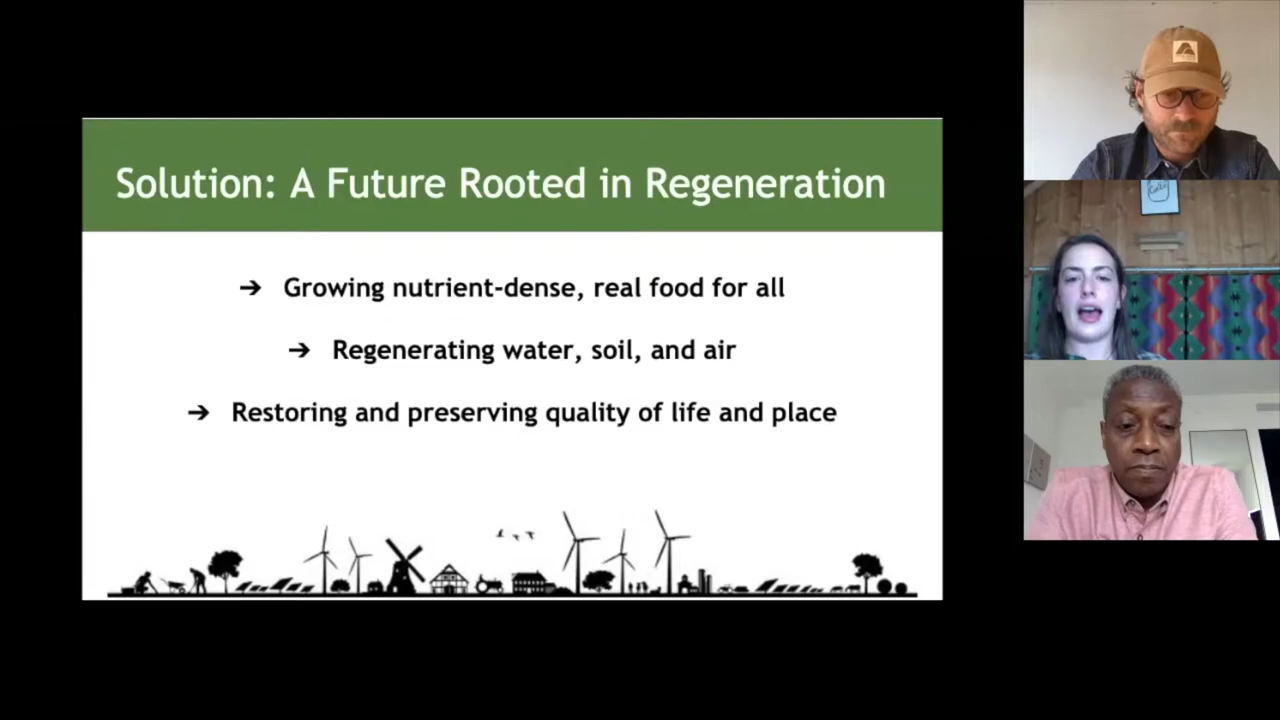 Solution: A Future Rooted in Regeneration
➔ Growing nutrient-dense, real food for all
➔ Regenerating water, soil, and air
➔ Restoring and preserving quality of life and place